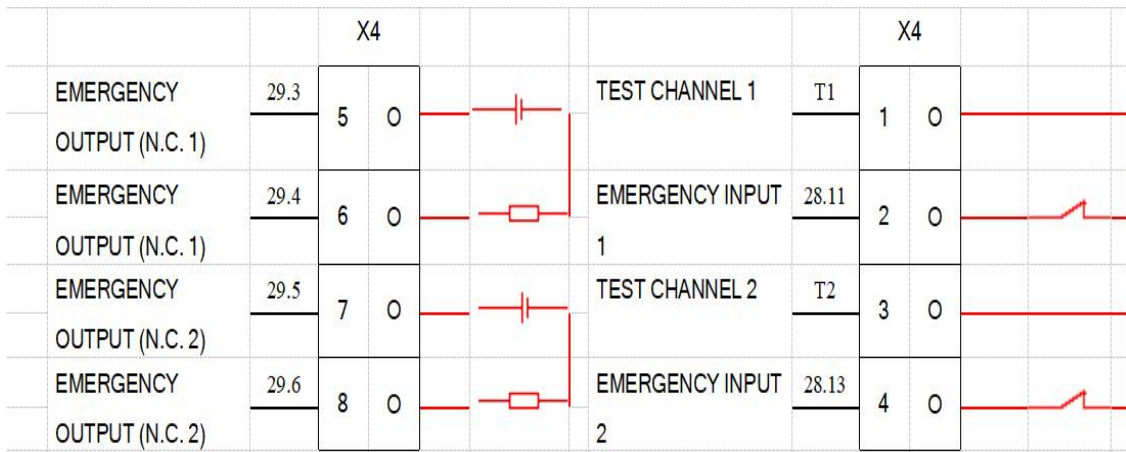 X4
X4
EMERGENCY
OUTPUT (N.C. 1)
29.3
5 O
TEST CHANNEL 1
T1
1 O
EMERGENCY
OUTPUT (N.C. 1)
29.4
6 O
EMERGENCY INPUT
1
28.11
2 O
EMERGENCY
OUTPUT (N.C. 2)
29.5
7 O
TEST CHANNEL 2
T2
3 O
EMERGENCY
OUTPUT (N.C. 2)
29.6
8 O
EMERGENCY INPUT
2
28.13
4 O